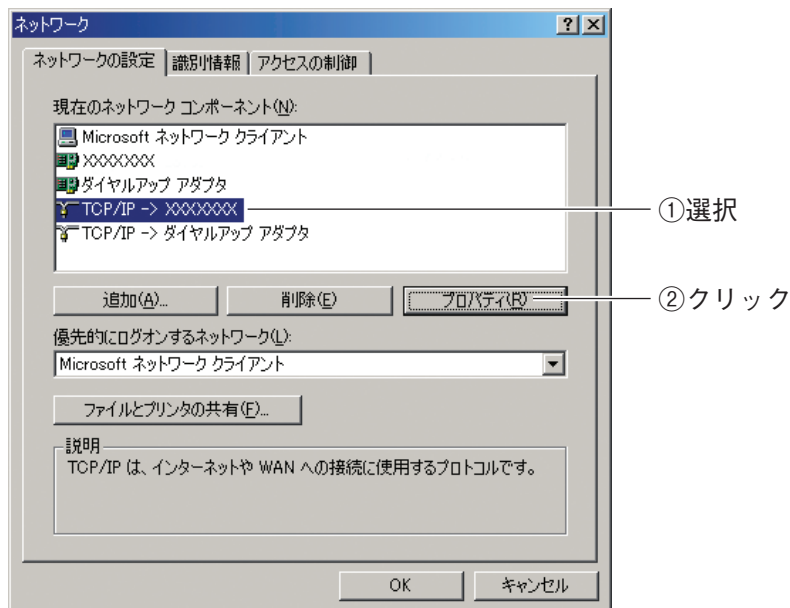 ネットワーク
ネットワークの設定 識別情報 アクセスの制御
現在のネットワーク コンポーネント(N):
Microsoft ネットワーク クライアント
XXXXXXXX
ダイヤルアップ アダプタ
TCP/IP -> XXXXXXXX
①選択
TCP/IP -> ダイヤルアップ アダプタ
追加(A)... 削除(E) プロパティ(R)
②クリック
優先的にログオンするネットワーク(L):
Microsoft ネットワーク クライアント
ファイルとプリンタの共有(F)...
説明
TCP/IP は、インターネットや WAN への接続に使用するプロトコルです。
OK キャンセル